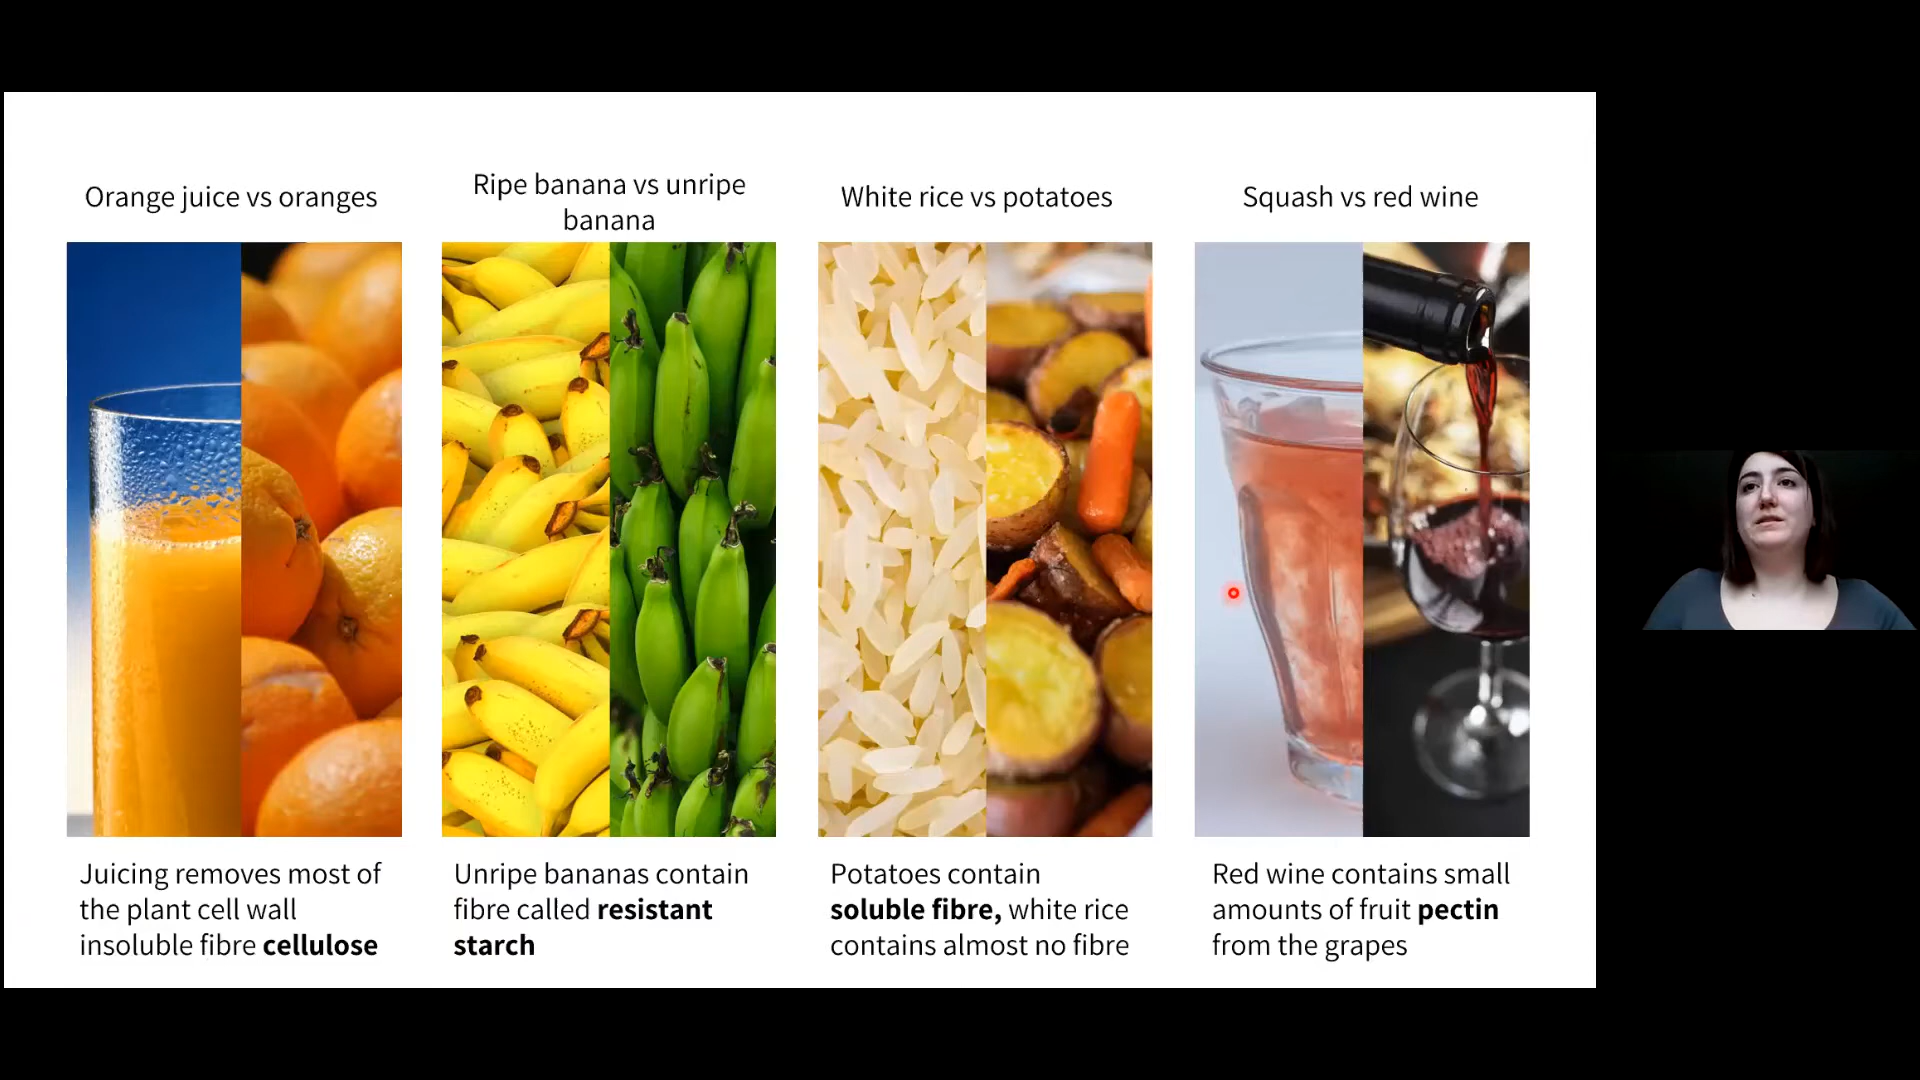 Orange juice vs oranges
Ripe banana vs unripe
banana
White rice vs potatoes
Squash vs red wine
Juicing removes most of
the plant cell wall
insoluble fibre cellulose
Unripe bananas contain
fibre called resistant
starch
Potatoes contain
soluble fibre, white rice
contains almost no fibre
Red wine contains small
amounts of fruit pectin
from the grapes